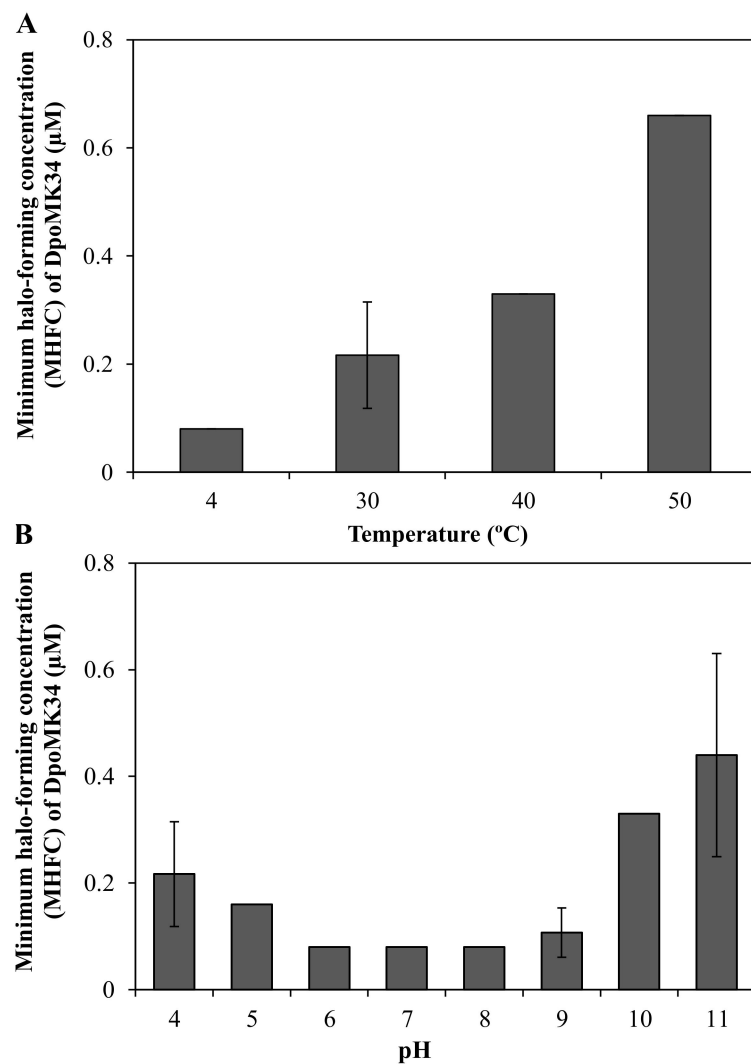 A
Minimum halo-forming concentration
(MHFC) of DpoMK34 (µM)
0.8
0.6
0.4
0.2
0
4 30 40 50
Temperature (ºC)
B
Minimum halo-forming concentration
(MHFC) of DpoMK34 (µM)
0.8
0.6
0.4
0.2
0
4 5 6 7 8 9 10 11
pH